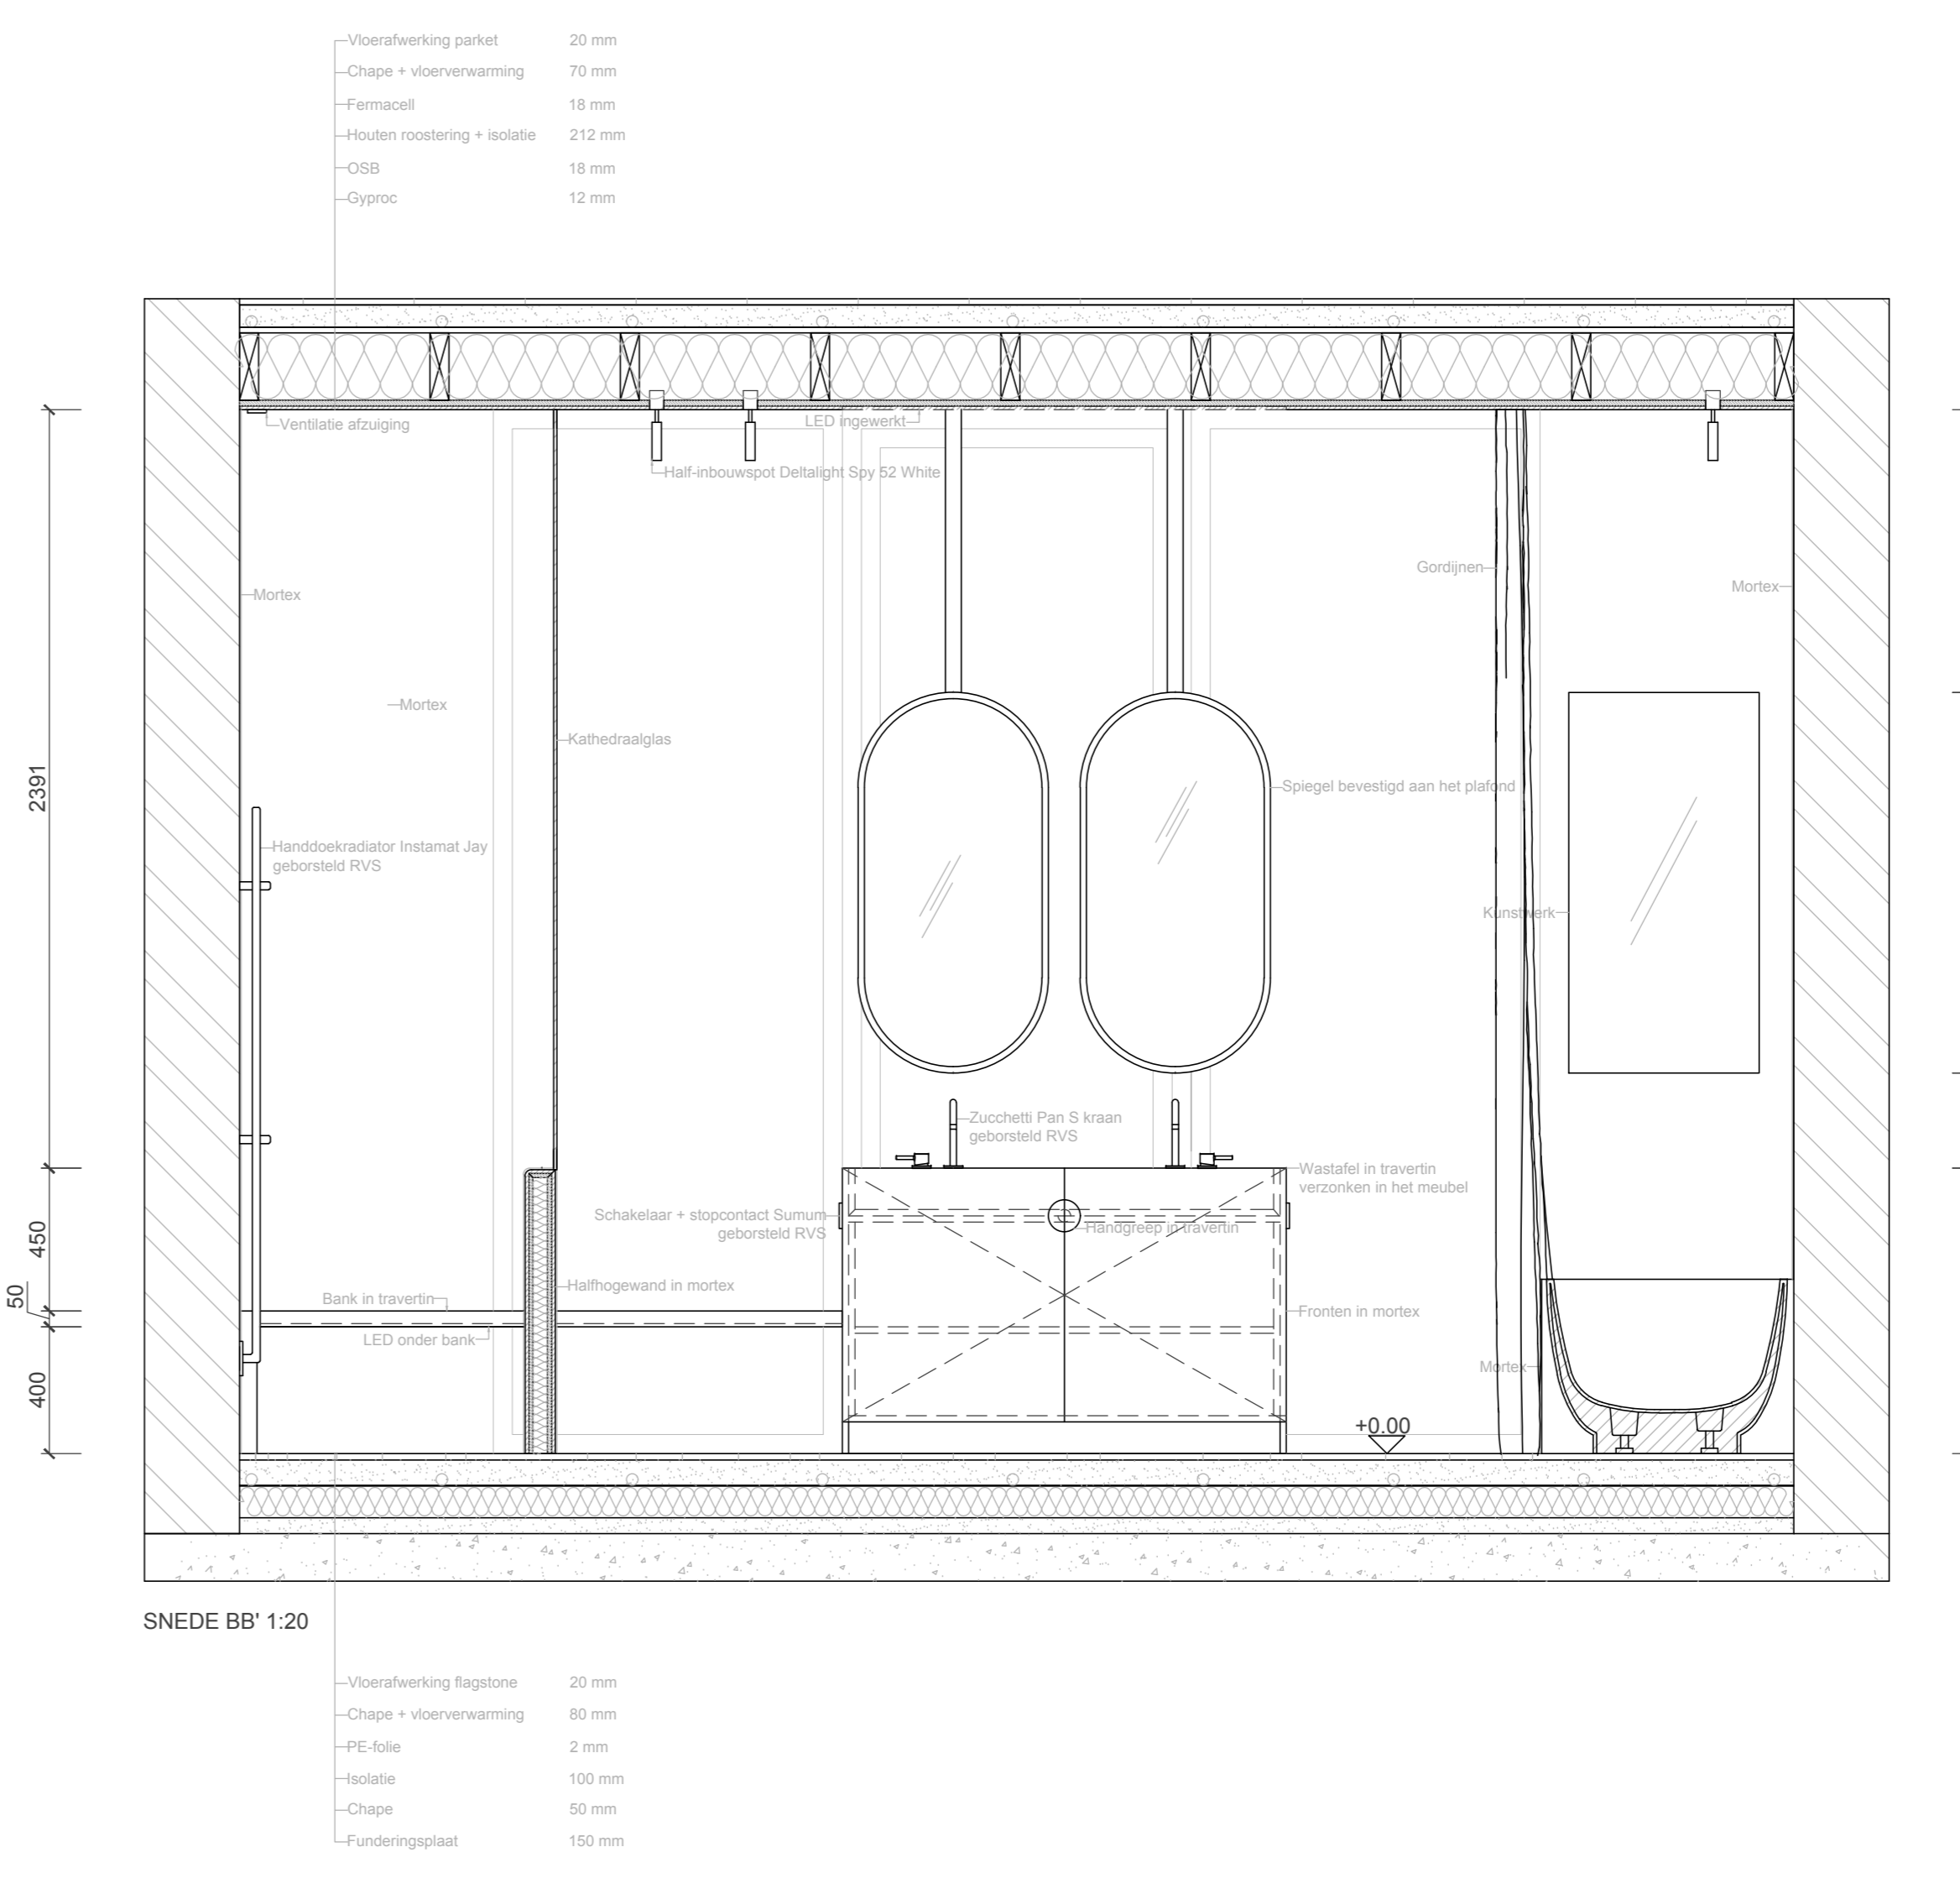 Vloerafwerking parket 20 mm
Chape + vloerverwarming 70 mm
Fermacell 18 mm
Houten roostering + isolatie 212 mm
OSB 18 mm
Gyproc 12 mm
Ventilatie afzuiging
LED ingewerkt
Half-inbouwspot Deltalight Spy 52 White
Gordijnen
Mortex
Mortex
Mortex
Kathedraalglas
2391
Spiegel bevestigd aan het plafond
Handdoekradiator Instamat Jay
geborsteld RVS
Kunstwerk
Zucchetti Pan S kraan
geborsteld RVS
Wastafel in travertin
verzonken in het meubel
Schakelaar + stopcontact Sumum
geborsteld RVS
Handgreep in travertin
450
Halfhogewand in mortex
50
Bank in travertin
Fronten in mortex
LED onder bank
Mortex
400
+0.00
SNEDE BB' 1:20
Vloerafwerking flagstone 20 mm
Chape + vloerverwarming 80 mm
PE-folie 2 mm
Isolatie 100 mm
Chape 50 mm
Funderingsplaat 150 mm